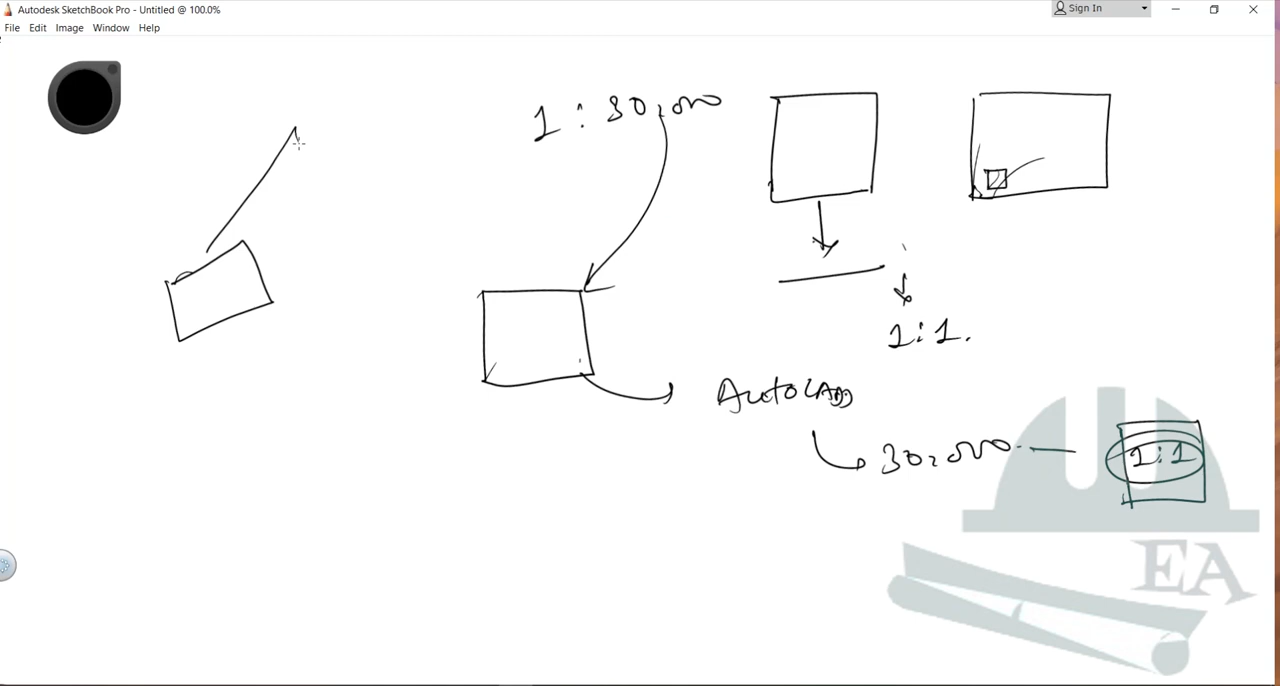 Autodesk SketchBook Pro - Untitled @ 100.0%
Sign In
File Edit Image Window Help
1 : 30,000
1:1.
AutoCAD
30,000 — 1:1
U
EA